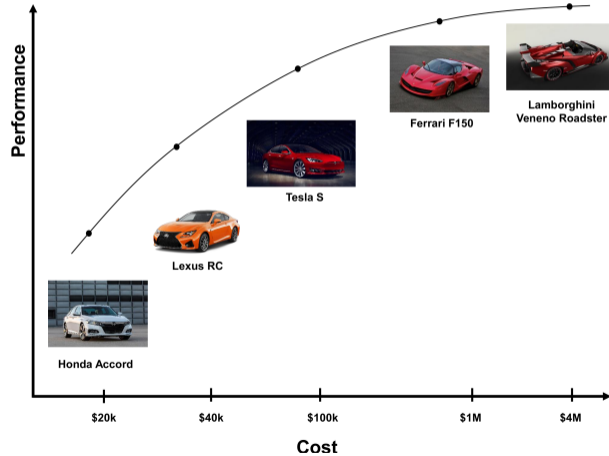 Performance
Ferrari F150
Lamborghini
Veneno Roadster
Tesla S
Lexus RC
Honda Accord
$20k
$40k
$100k
$1M
$4M
Cost